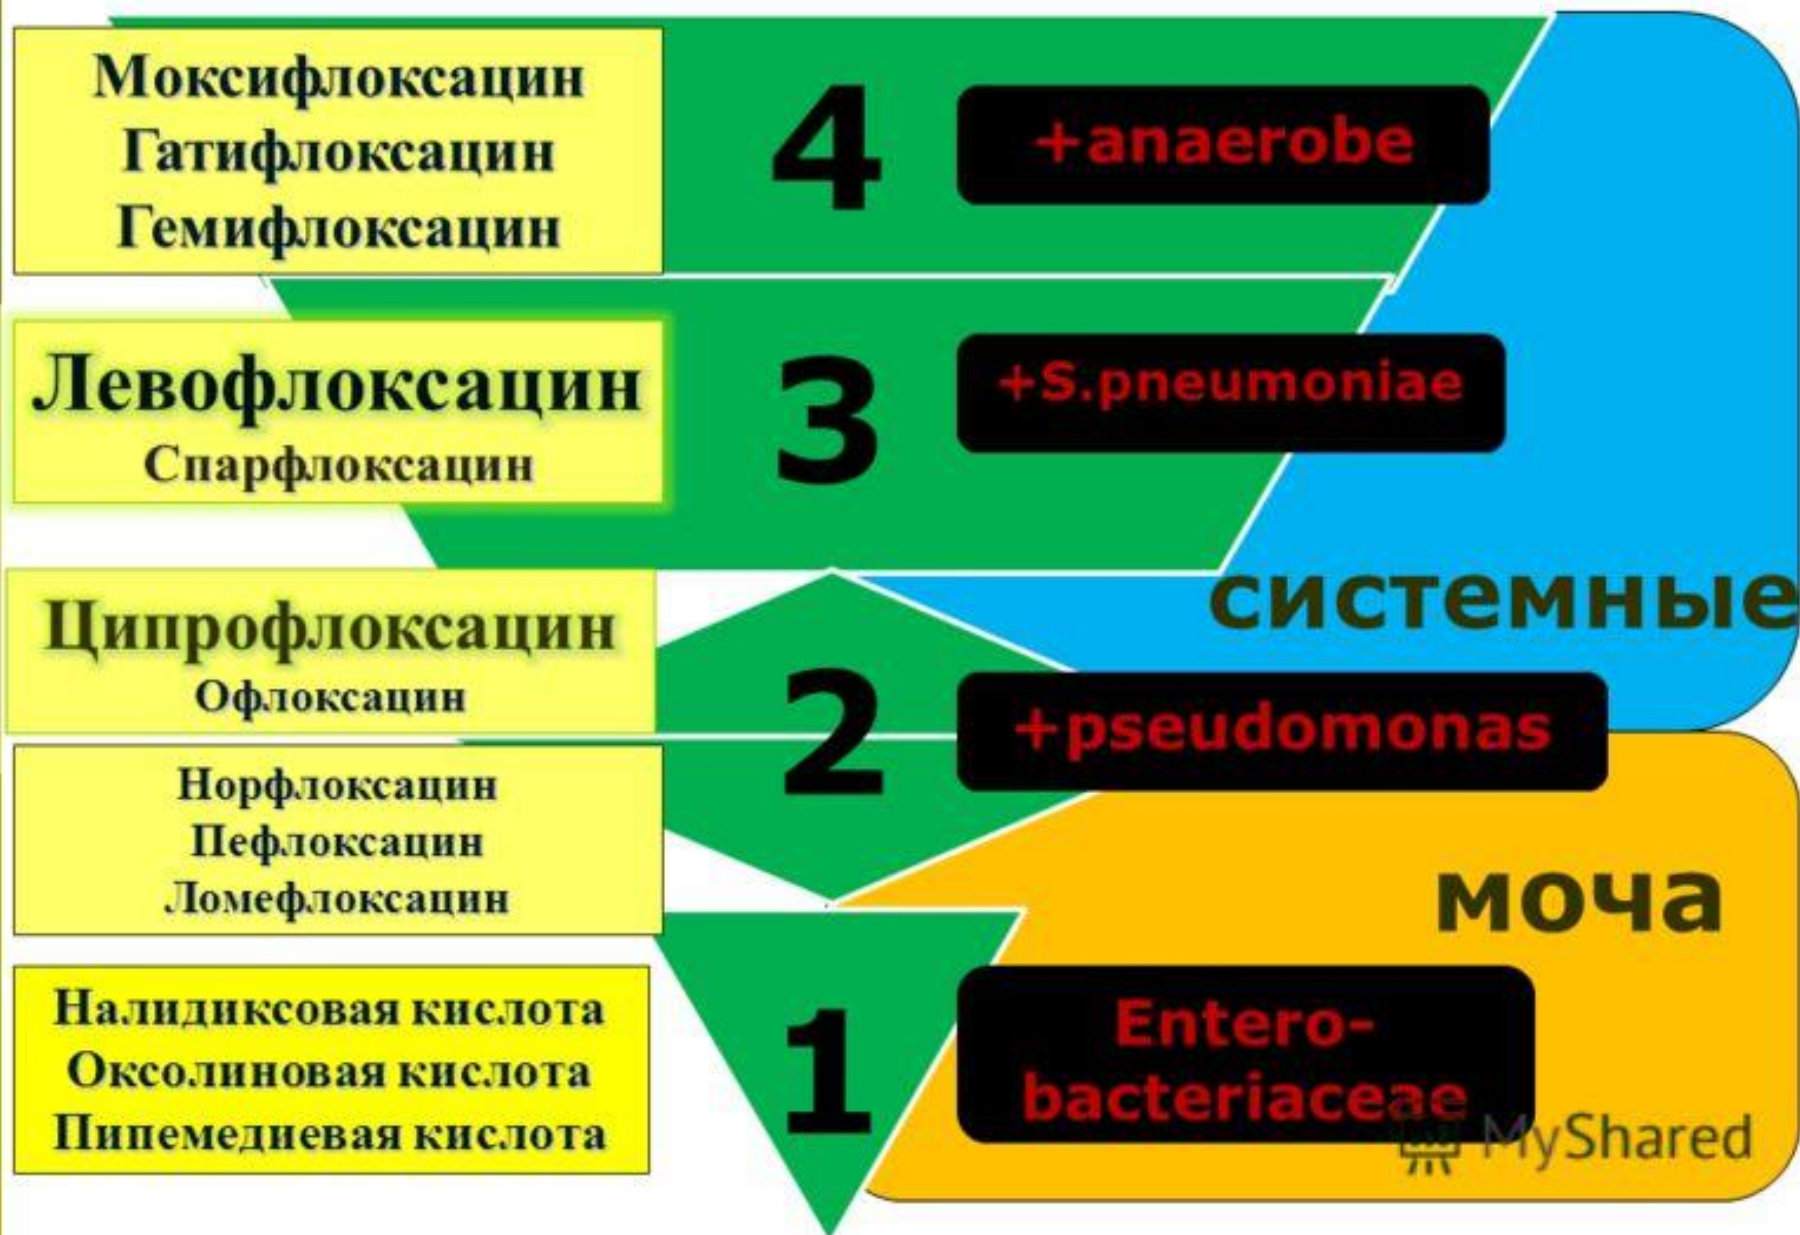 Моксифлоксацин
Гатифлоксацин
Гемифлоксацин
4
+anaerobe
Левофлоксацин
Спарфлоксацин
3
+S.pneumoniae
системные
Ципрофлоксацин
Офлоксацин
2
+pseudomonas
Норфлоксацин
Пефлоксацин
Ломефлоксацин
моча
Налидиксовая кислота
Оксолиновая кислота
Пипемедиевая кислота
1
Entero-
bacteriaceae
MyShared